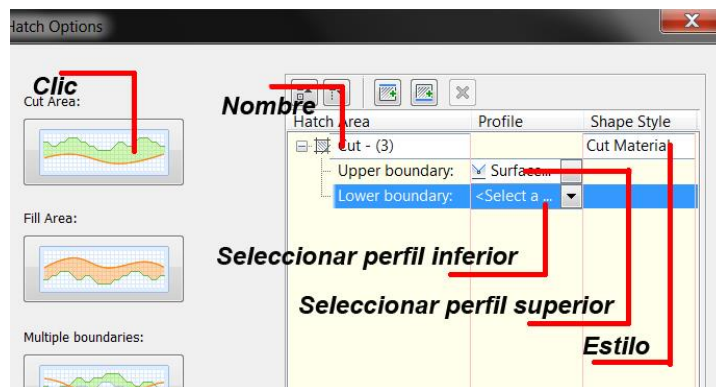 Hatch Options
Clic
Cut Area:
Nombre
Hatch Area Profile Shape Style
Cut - (3) Cut Material
Upper boundary: Surface...
Lower boundary: <Select a ...
Fill Area:
Seleccionar perfil inferior
Seleccionar perfil superior
Multiple boundaries:
Estilo